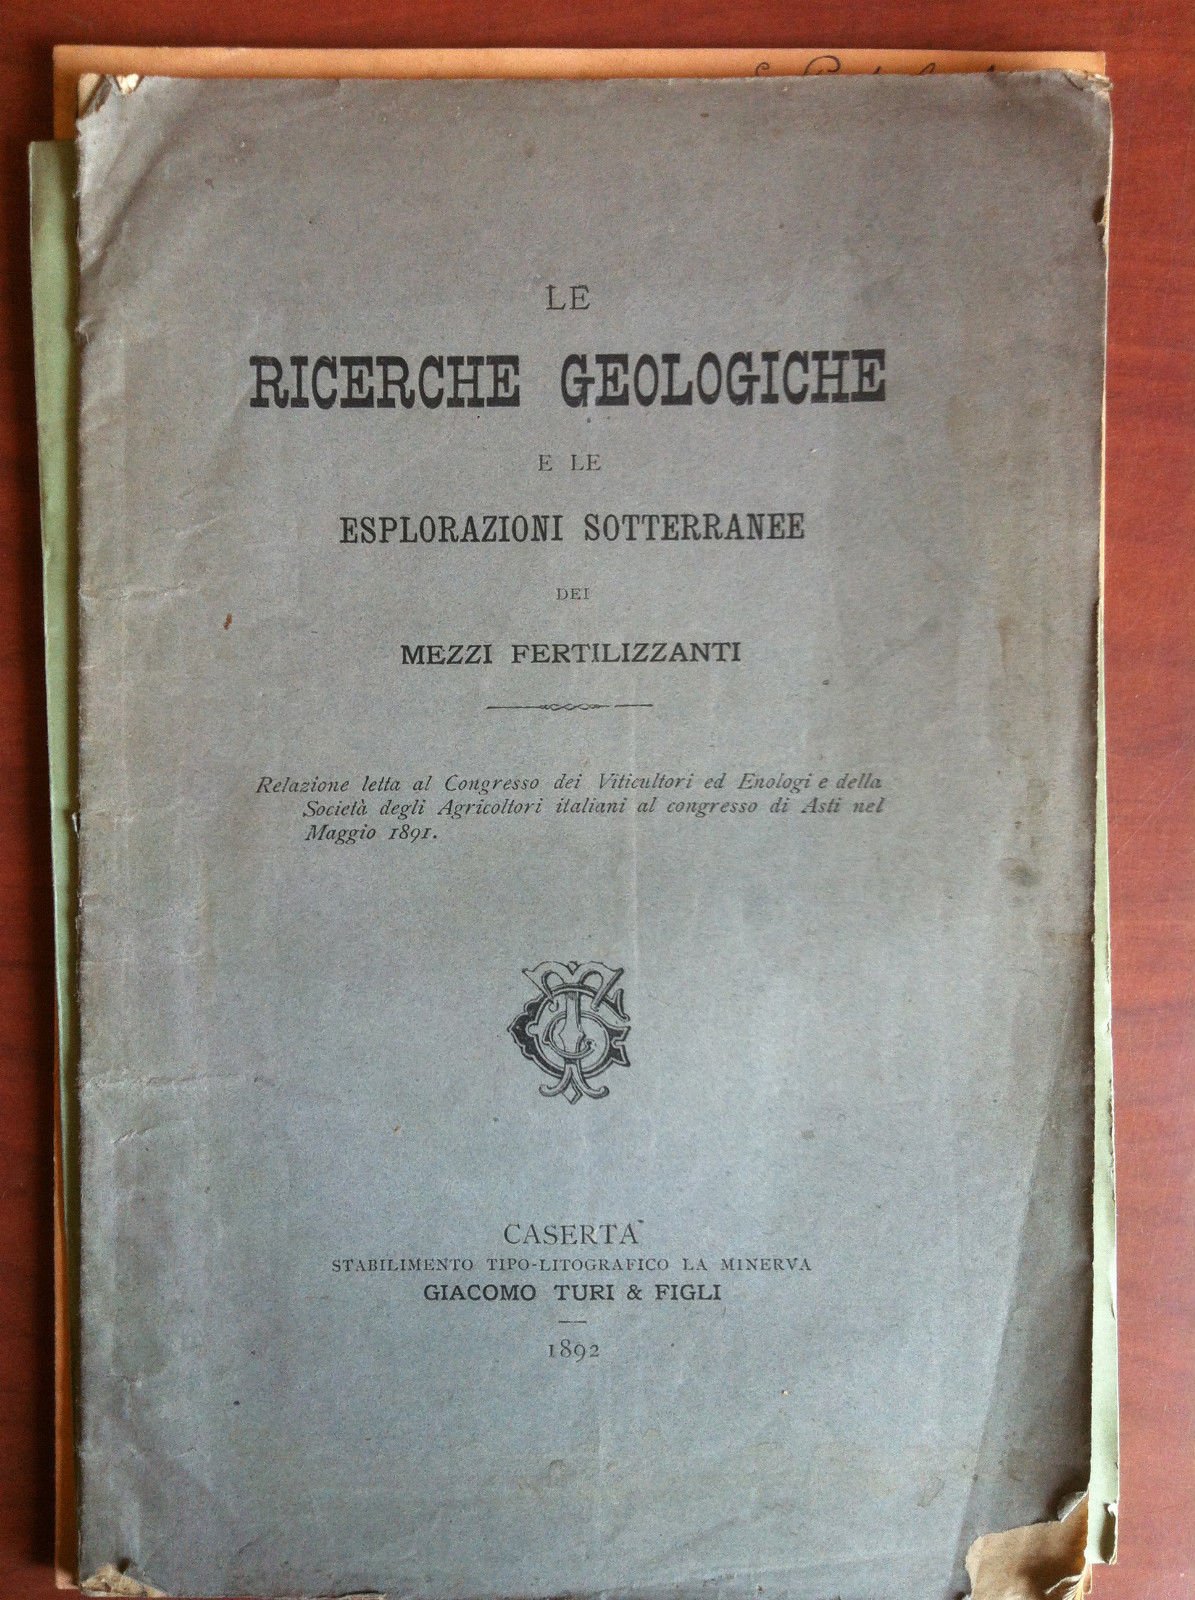 LE
RICERCHE GEOLOGICHE
E LE
ESPLORAZIONI SOTTERRANEE
DEI
MEZZI FERTILIZZANTI
Relazione letta al Congresso dei Viticultori ed Enologi e della
Società degli Agricoltori italiani al congresso di Asti nel
Maggio 1891.
CASERTA
STABILIMENTO TIPO-LITOGRAFICO LA MINERVA
GIACOMO TURI & FIGLI
1892